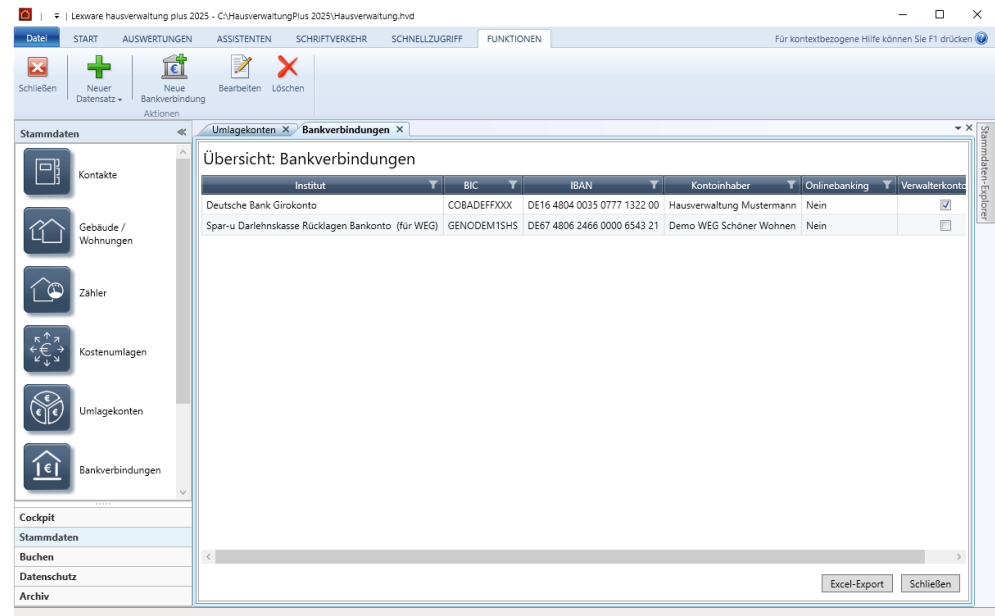 Lexware hausverwaltung plus 2025 - C:\HausverwaltungPlus 2025\Hausverwaltung.hvd
Datei START AUSWERTUNGEN ASSISTENTEN SCHRIFTVERKEHR SCHNELLZUGRIFF FUNKTIONEN Für kontextbezogene Hilfe können Sie F1 drücken
Schließen Neuer Datensatz Neue Bankverbindung Bearbeiten Löschen
Aktionen
Stammdaten
Kontakte
Gebäude /
Wohnungen
Zähler
Kostenumlagen
Umlagekonten
Bankverbindungen
Cockpit
Stammdaten
Buchen
Datenschutz
Archiv
Umlagekonten Bankverbindungen
Übersicht: Bankverbindungen
Institut BIC IBAN Kontoinhaber Onlinebanking Verwalterkonto
Deutsche Bank Girokonto COBADEFFXXX DE16 4804 0035 0777 1322 00 Hausverwaltung Mustermann Nein
Spar-u Darlehnskasse Rücklagen Bankonto (für WEG) GENODEM1SHS DE67 4806 2466 0000 6543 21 Demo WEG Schöner Wohnen Nein
Excel-Export Schließen
Stammdaten-Explorer